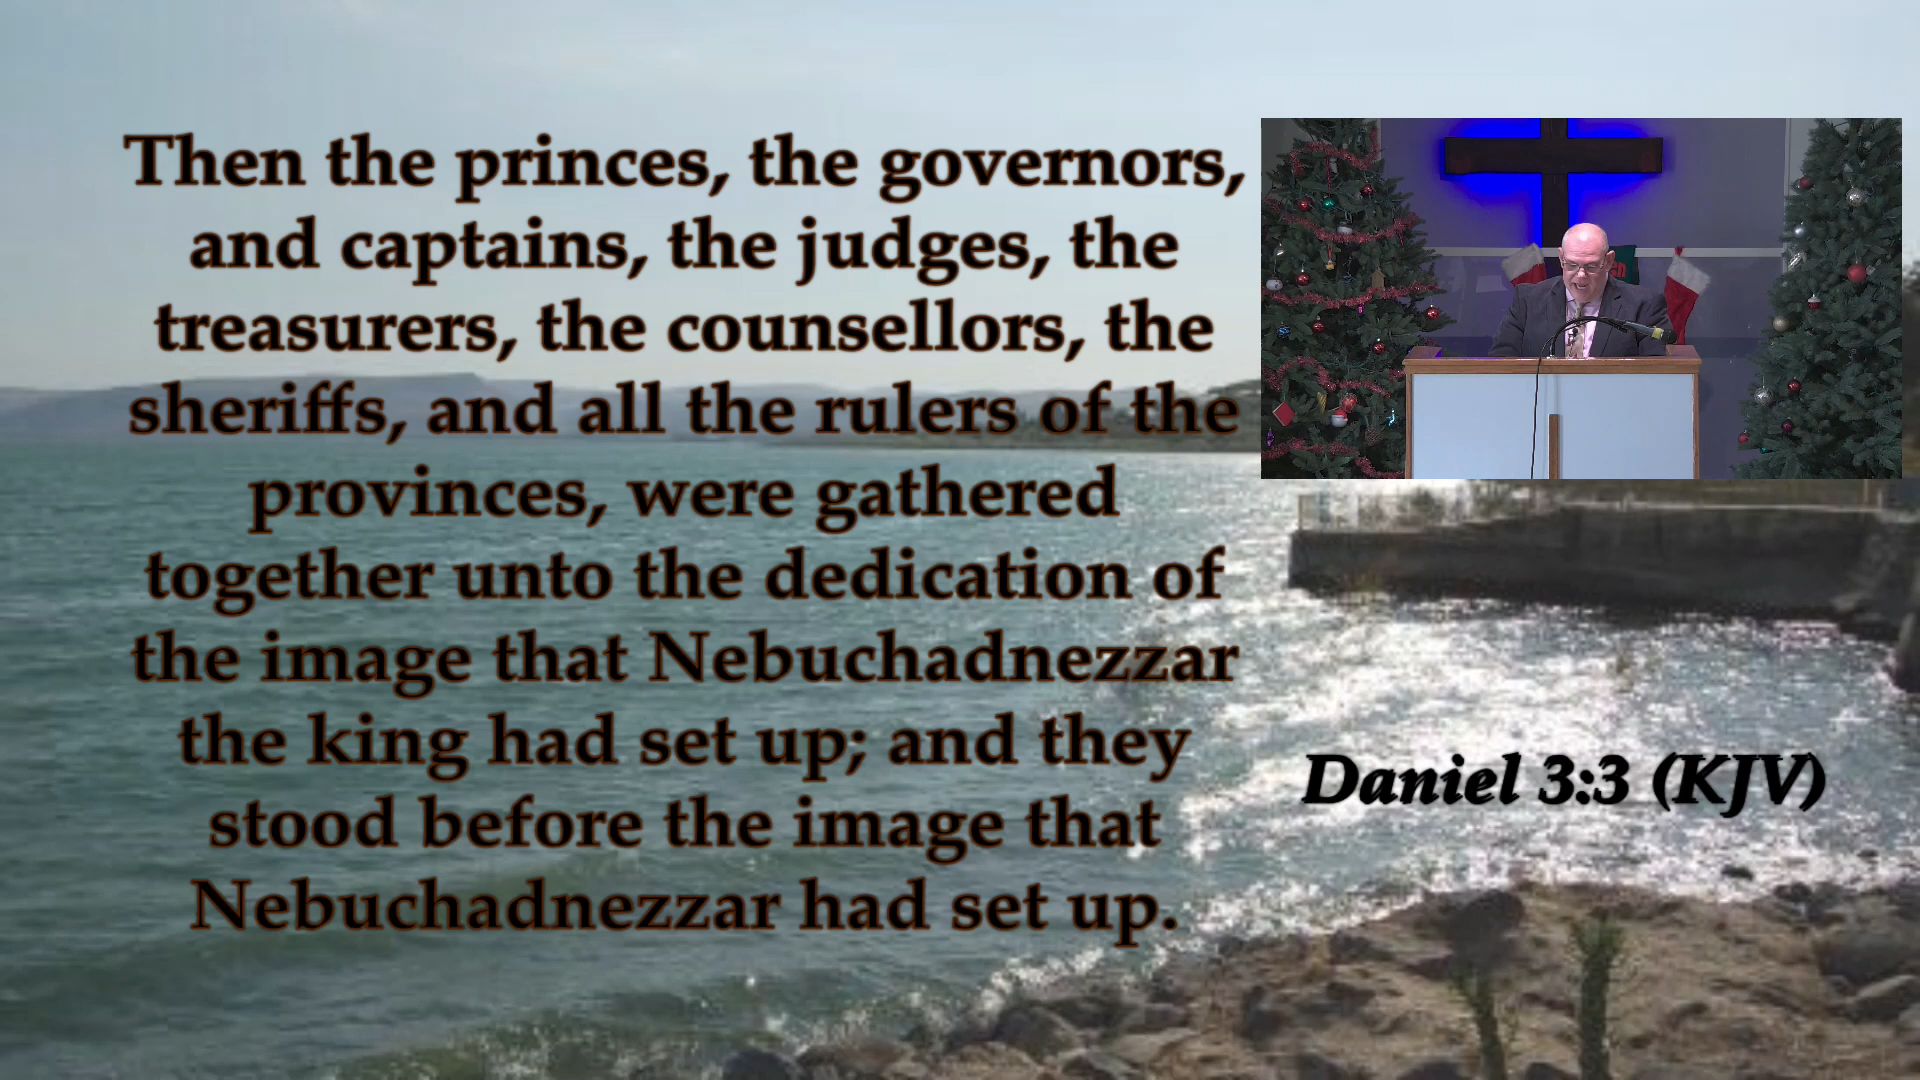 Then the princes, the governors,
and captains, the judges, the
treasurers, the counsellors, the
sheriffs, and all the rulers of the
provinces, were gathered
together unto the dedication of
the image that Nebuchadnezzar
the king had set up; and they
stood before the image that
Nebuchadnezzar had set up.
Daniel 3:3 (KJV)